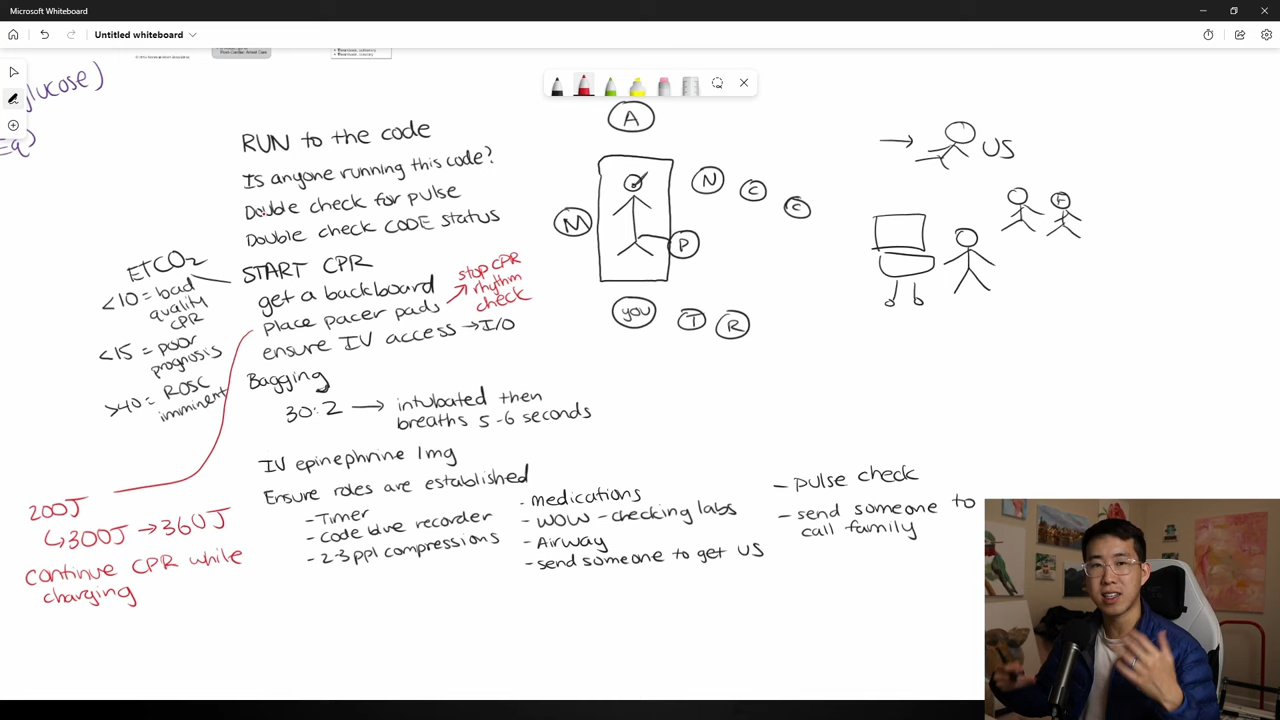 Microsoft Whiteboard
Untitled whiteboard
glucose)
Eq)
RUN to the code
Is anyone running this code?
Double check for pulse
Double check CODE status
START CPR
get a backboard
place pacer pads
ensure IV access → I/O
stop CPR
rhythm
check
ETCO2
<10 = bad
quality
CPR
<15 = poor
prognosis
>40 = ROSC
imminent
Bagging
30:2 → intubated then
breaths 5-6 seconds
IV epinephrine 1mg
Ensure roles are established
- Timer
- code blue recorder
- 2-3 ppl compressions
- medications
- WOW - checking labs
- Airway
- send someone to get US
- pulse check
- send someone to
call family
200J
↳300J → 360J
continue CPR while
charging
A
N
C
C
M
P
you
T
R
→ US
F